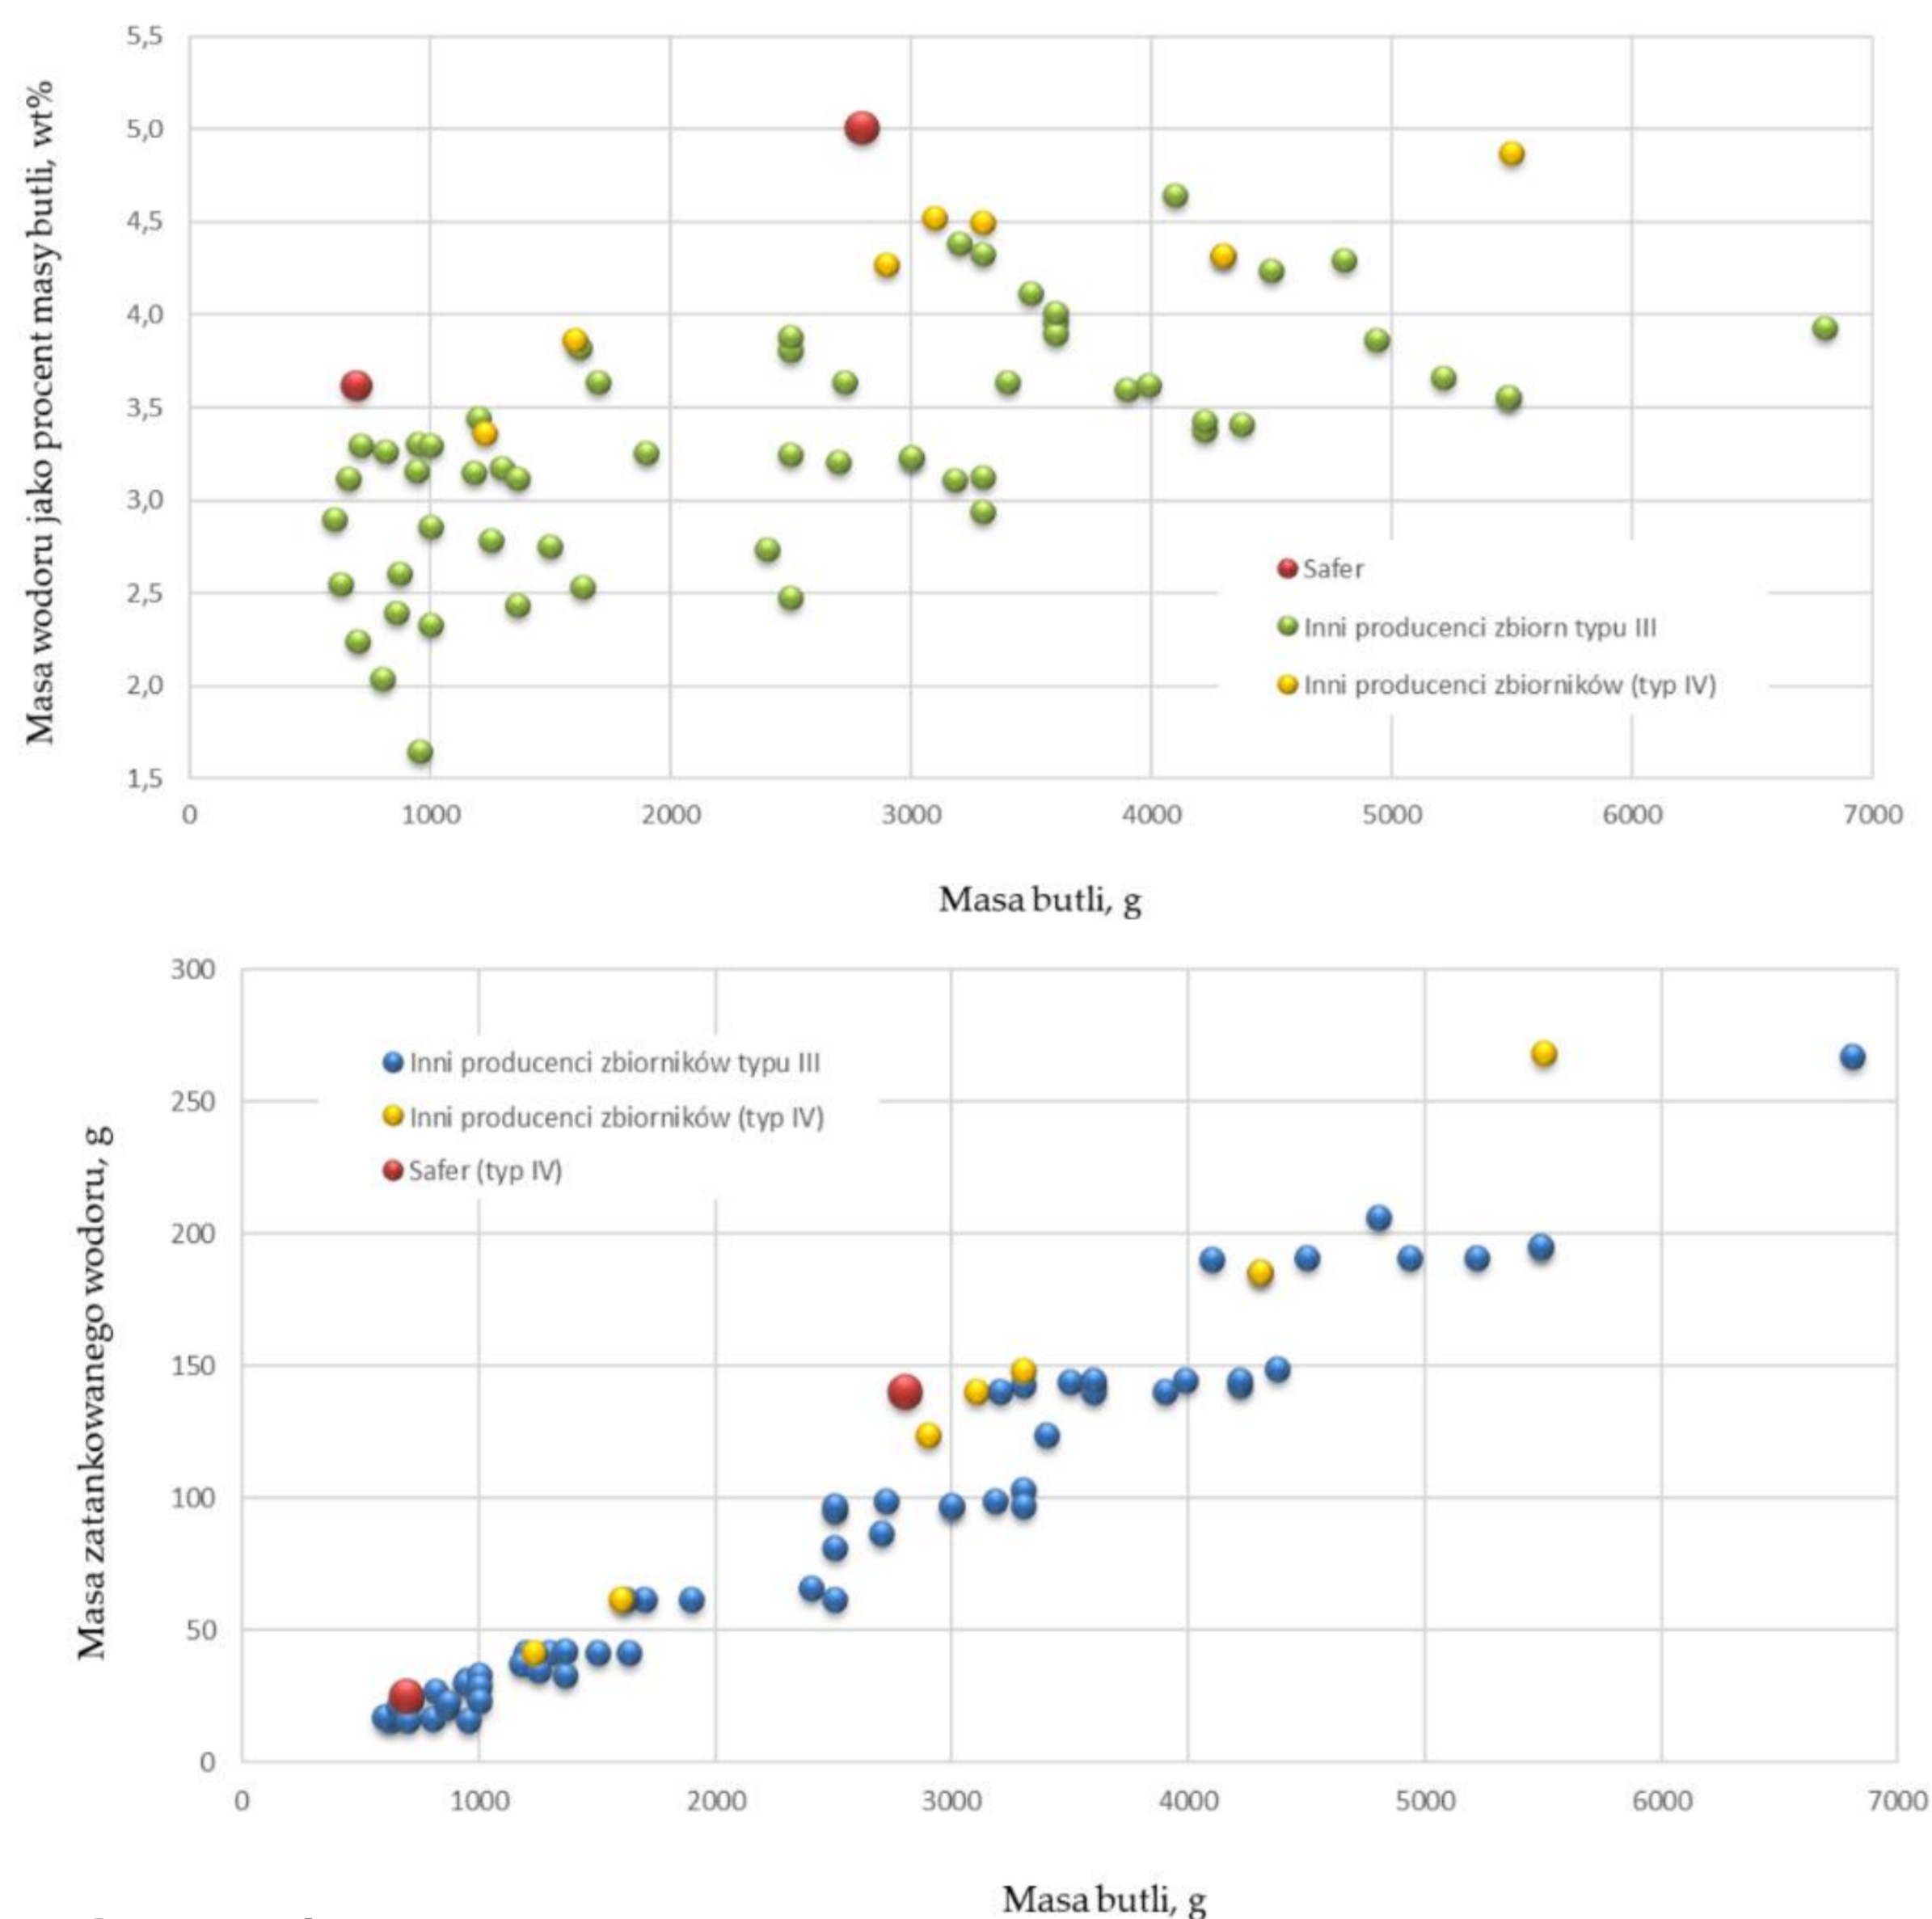 5,5
5,0
4,5
4,0
3,5
3,0
2,5
2,0
1,5
Masa wodoru jako procent masy butli, wt%
Safer
Inni producenci zbiorn typu III
Inni producenci zbiorników (typ IV)
0 1000 2000 3000 4000 5000 6000 7000
Masa butli, g
300
250
200
150
100
50
0
Masa zatankowanego wodoru, g
Inni producenci zbiorników typu III
Inni producenci zbiorników (typ IV)
Safer (typ IV)
0 1000 2000 3000 4000 5000 6000 7000
Masa butli, g